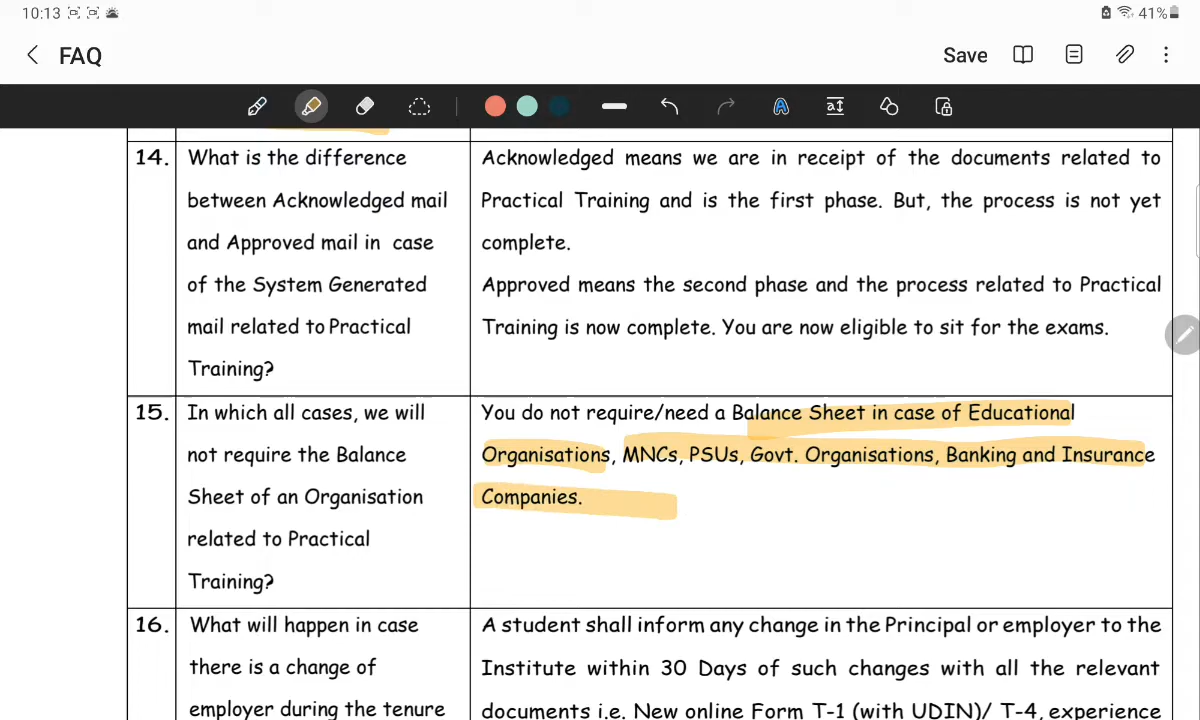 10:13
41%
FAQ
Save
14. What is the difference
between Acknowledged mail
and Approved mail in case
of the System Generated
mail related to Practical
Training?
Acknowledged means we are in receipt of the documents related to
Practical Training and is the first phase. But, the process is not yet
complete.
Approved means the second phase and the process related to Practical
Training is now complete. You are now eligible to sit for the exams.
15. In which all cases, we will
not require the Balance
Sheet of an Organisation
related to Practical
Training?
You do not require/need a Balance Sheet in case of Educational
Organisations, MNCs, PSUs, Govt. Organisations, Banking and Insurance
Companies.
16. What will happen in case
there is a change of
employer during the tenure
A student shall inform any change in the Principal or employer to the
Institute within 30 Days of such changes with all the relevant
documents i.e. New online Form T-1 (with UDIN)/ T-4, experience